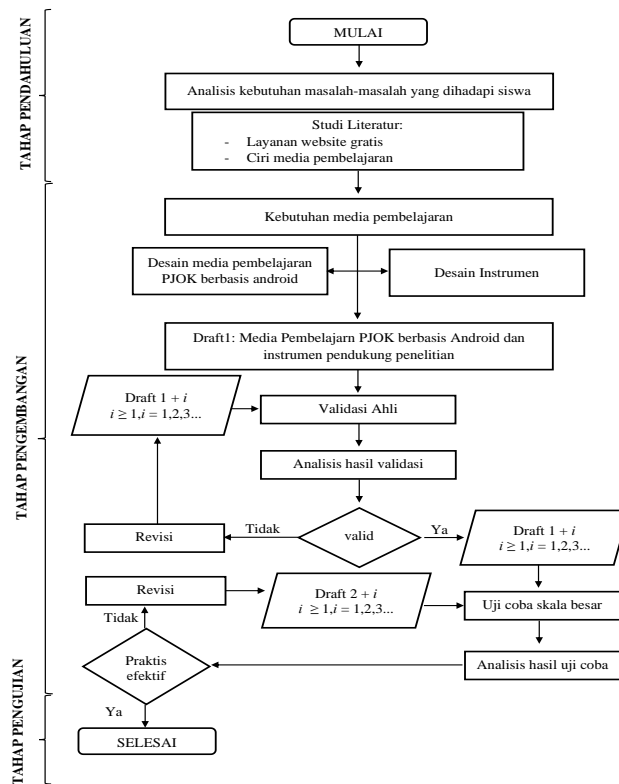 MULAI
TAHAP PENDAHULUAN
Analisis kebutuhan masalah-masalah yang dihadapi siswa
Studi Literatur:
- Layanan website gratis
- Ciri media pembelajaran
TAHAP PENGEMBANGAN
Kebutuhan media pembelajaran
Desain media pembelajaran
PJOK berbasis android
Desain Instrumen
Draft1: Media Pembelajarn PJOK berbasis Android dan
instrumen pendukung penelitian
Draft 1 + i
i ≥ 1,i = 1,2,3...
Validasi Ahli
Analisis hasil validasi
Revisi
Tidak
valid
Ya
Draft 1 + i
i ≥ 1,i = 1,2,3...
Revisi
Draft 2 + i
i ≥ 1,i = 1,2,3...
Uji coba skala besar
Tidak
Praktis
efektif
Analisis hasil uji coba
TAHAP PENGUJIAN
Ya
SELESAI